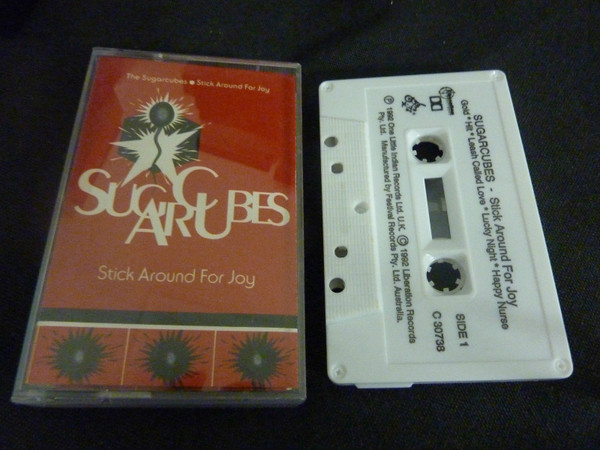 The Sugarcubes ● Stick Around For Joy
SUGARCUBES
Stick Around For Joy
SUGARCUBES - Stick Around For Joy
Gold * Hit * Leash Called Love * Lucky Night * Happy Nurse
SIDE 1
C 30738
℗ 1992 One Little Indian Records Ltd. U.K. © 1992 Liberation Records
Pty. Ltd. Manufactured by Festival Records Pty. Ltd. Australia.